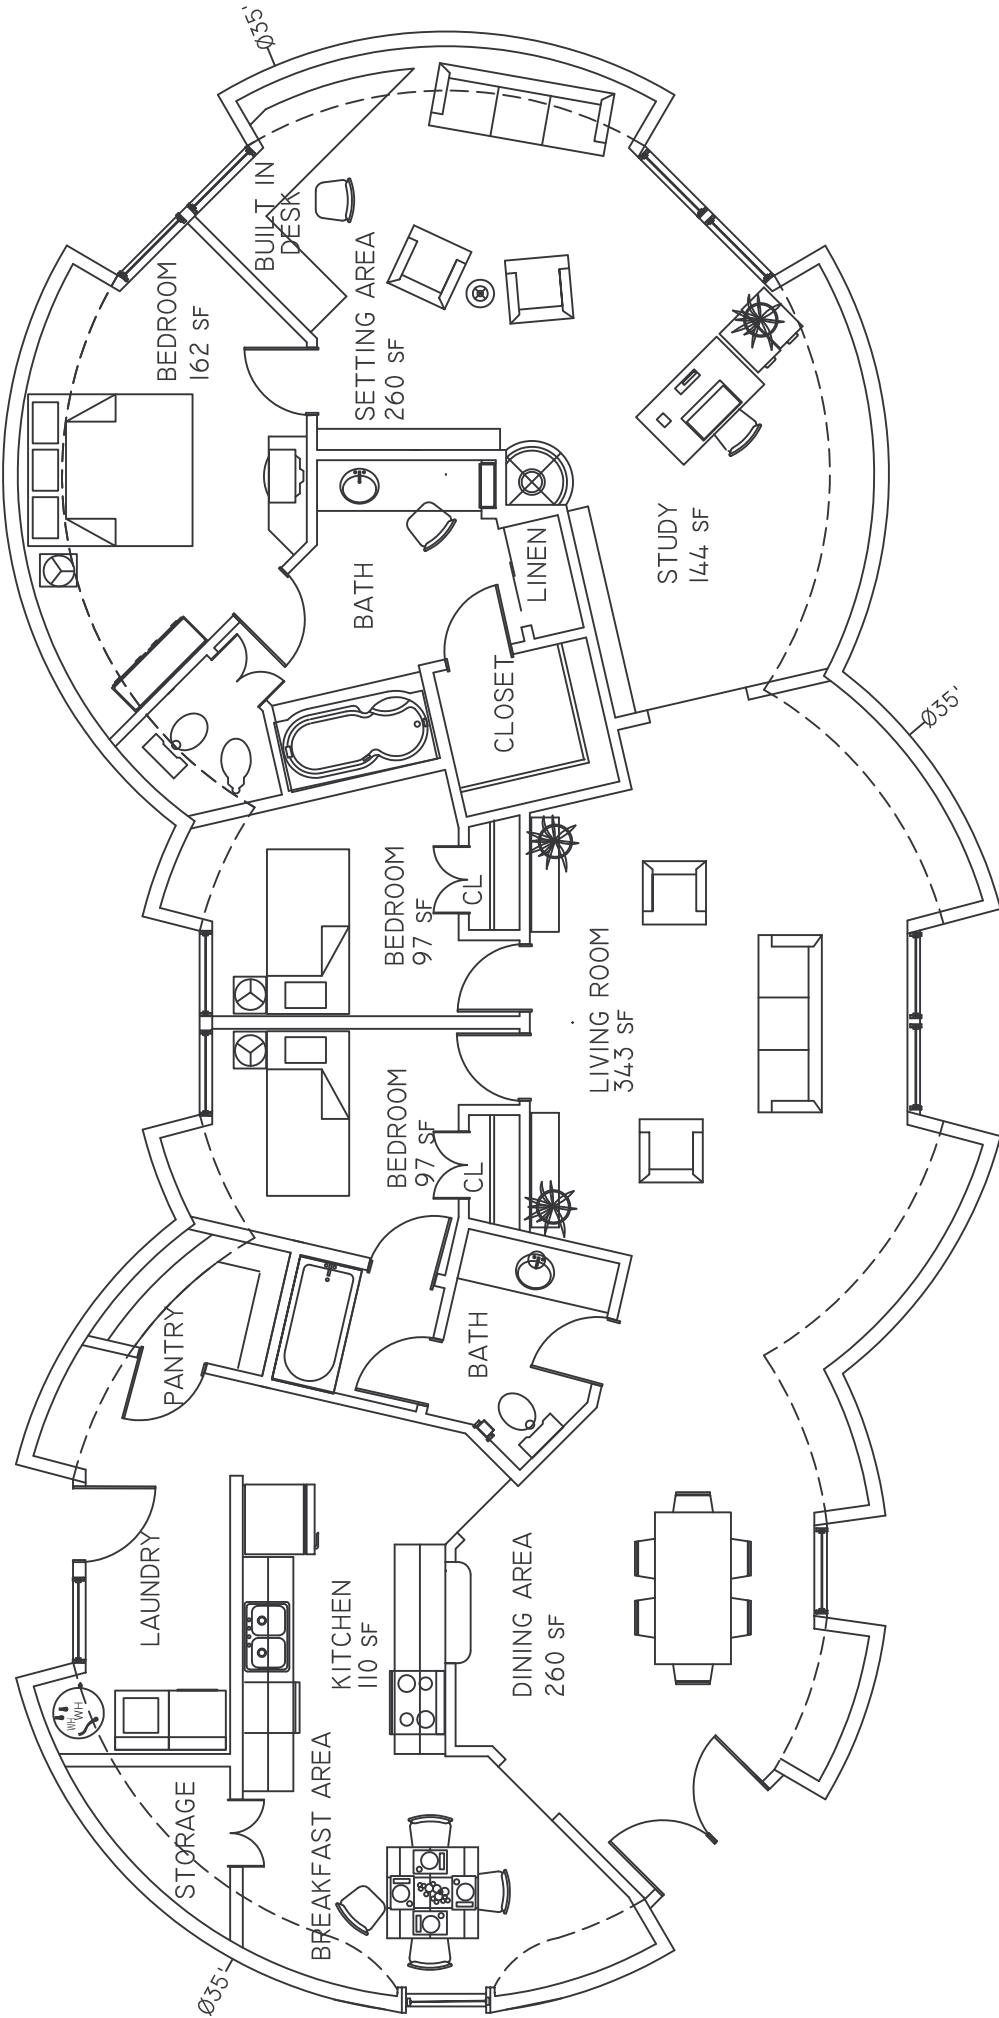 Ø35'
BUILT IN
DESK
BEDROOM
162 SF
SETTING AREA
260 SF
STUDY
144 SF
BATH
LINEN
CLOSET
Ø35'
BEDROOM
97 SF
CL
LIVING ROOM
343 SF
BEDROOM
97 SF
CL
PANTRY
BATH
LAUNDRY
KITCHEN
110 SF
DINING AREA
260 SF
WH
WH
STORAGE
BREAKFAST AREA
Ø35'